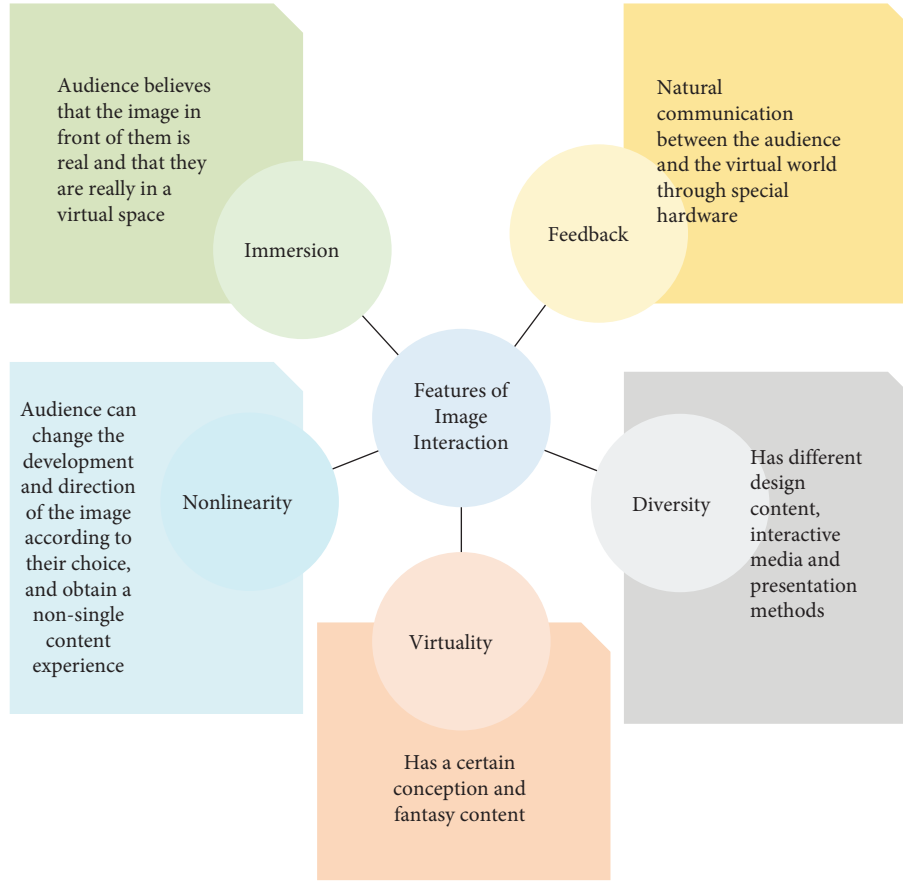 Audience believes
that the image in
front of them is
real and that they
are really in a
virtual space
Immersion
Natural
communication
between the audience
and the virtual world
through special
hardware
Feedback
Features of
Image
Interaction
Audience can
change the
development
and direction
of the image
according to
their choice,
and obtain a
non-single
content
experience
Nonlinearity
Diversity
Has different
design
content,
interactive
media and
presentation
methods
Virtuality
Has a certain
conception and
fantasy content